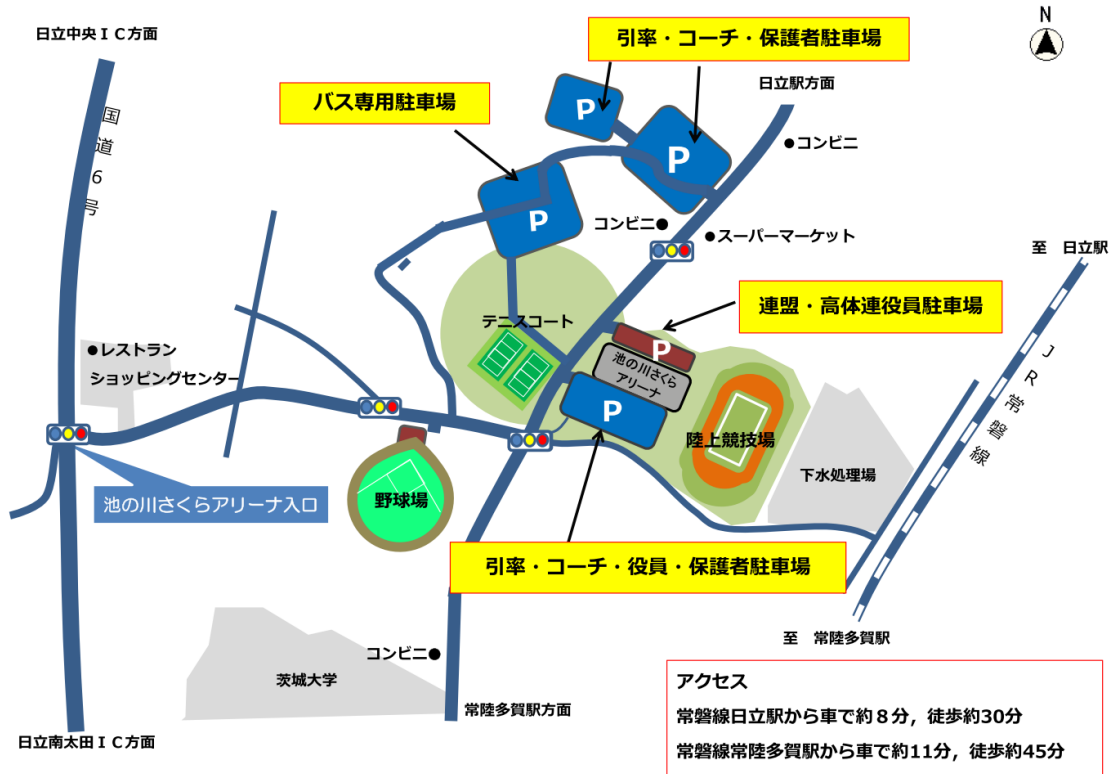 日立中央ＩＣ方面
国道6号
バス専用駐車場
引率・コーチ・保護者駐車場
N
日立駅方面
P
P
P
●コンビニ
コンビニ●
●スーパーマーケット
至　日立駅
連盟・高体連役員駐車場
テニスコート
P
池の川さくら
アリーナ
P
ＪＲ常磐線
●レストラン
ショッピングセンター
陸上競技場
下水処理場
池の川さくらアリーナ入口
野球場
引率・コーチ・役員・保護者駐車場
至　常陸多賀駅
コンビニ●
茨城大学
常陸多賀駅方面
日立南太田ＩＣ方面
アクセス
常磐線日立駅から車で約８分，徒歩約30分
常磐線常陸多賀駅から車で約11分，徒歩約45分